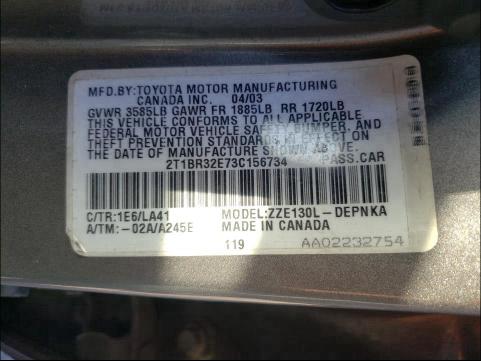 MFD.BY:TOYOTA MOTOR MANUFACTURING
CANADA INC. 04/03
GVWR 3585LB GAWR FR 1885LB RR 1720LB
THIS VEHICLE CONFORMS TO ALL APPLICABLE
FEDERAL MOTOR VEHICLE SAFETY, BUMPER, AND
THEFT PREVENTION STANDARDS IN EFFECT ON
THE DATE OF MANUFACTURE SHOWN ABOVE.
2T1BR32E73C156734 PASS.CAR
C/TR:1E6/LA41 MODEL:ZZE130L-DEPNKA
A/TM:-02A/A245E MADE IN CANADA
119 AA02232754